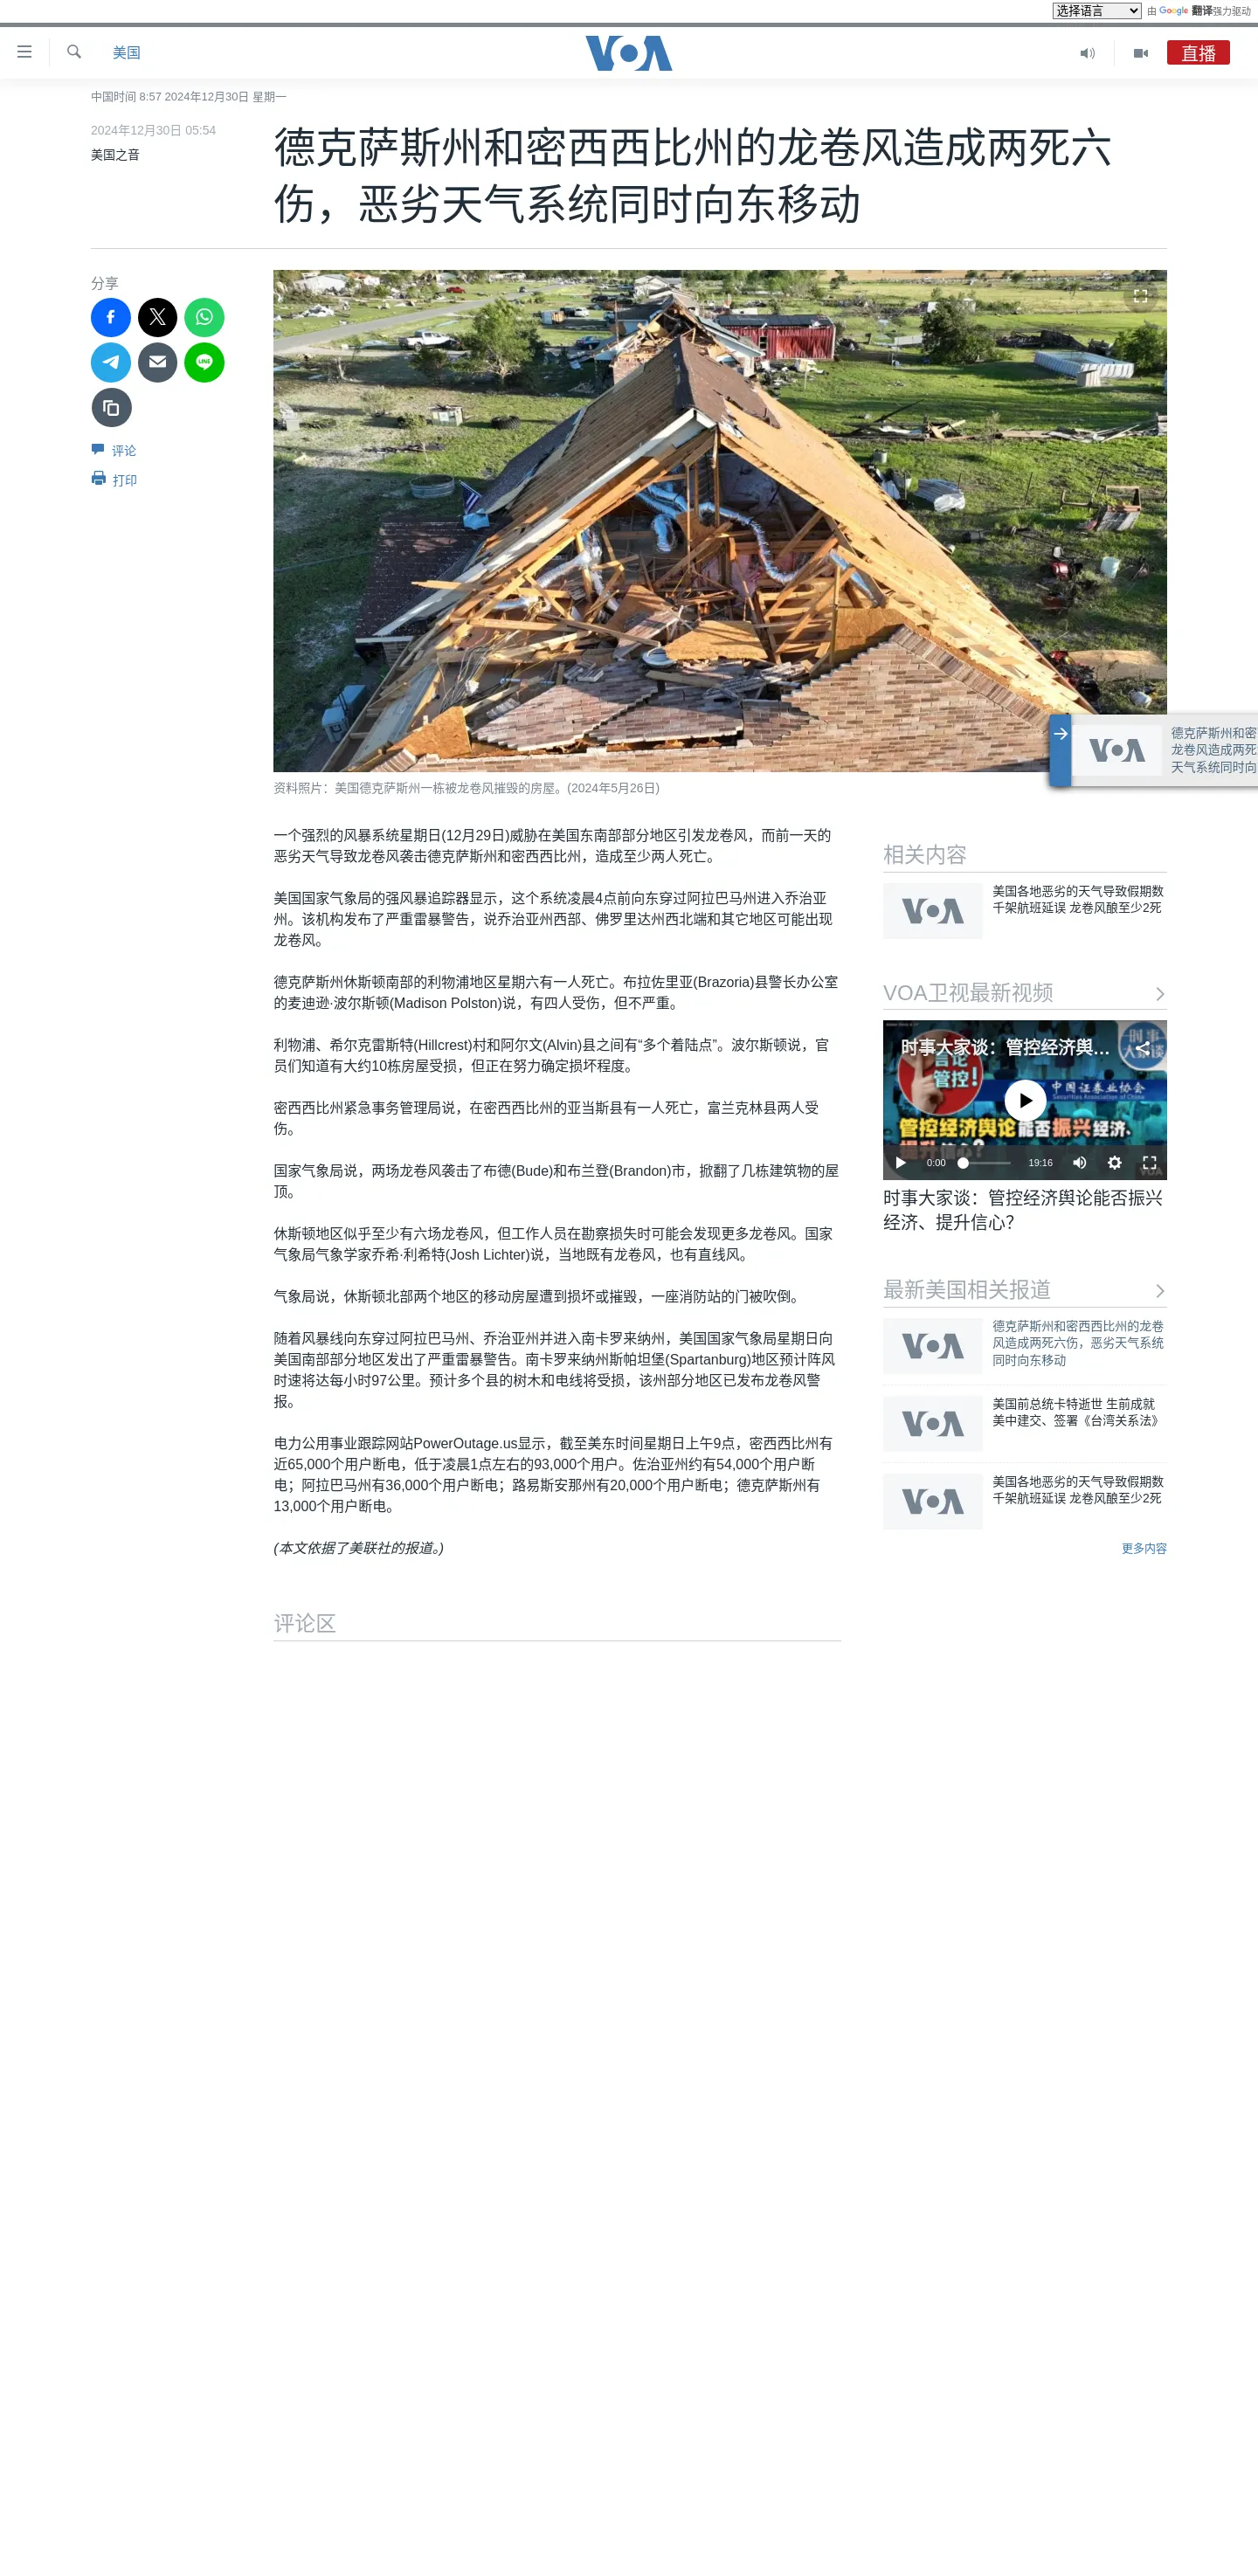 选择语言
由 Google 翻译强力驱动
美国
VOA
直播
中国时间 8:57 2024年12月30日 星期一
2024年12月30日 05:54
美国之音
德克萨斯州和密西西比州的龙卷风造成两死六
伤，恶劣天气系统同时向东移动
分享
评论
打印
VOA
德克萨斯州和密
龙卷风造成两死
天气系统同时向
资料照片：美国德克萨斯州一栋被龙卷风摧毁的房屋。(2024年5月26日)
一个强烈的风暴系统星期日(12月29日)威胁在美国东南部部分地区引发龙卷风，而前一天的
恶劣天气导致龙卷风袭击德克萨斯州和密西西比州，造成至少两人死亡。
美国国家气象局的强风暴追踪器显示，这个系统凌晨4点前向东穿过阿拉巴马州进入乔治亚
州。该机构发布了严重雷暴警告，说乔治亚州西部、佛罗里达州西北端和其它地区可能出现
龙卷风。
德克萨斯州休斯顿南部的利物浦地区星期六有一人死亡。布拉佐里亚(Brazoria)县警长办公室
的麦迪逊·波尔斯顿(Madison Polston)说，有四人受伤，但不严重。
利物浦、希尔克雷斯特(Hillcrest)村和阿尔文(Alvin)县之间有“多个着陆点”。波尔斯顿说，官
员们知道有大约10栋房屋受损，但正在努力确定损坏程度。
密西西比州紧急事务管理局说，在密西西比州的亚当斯县有一人死亡，富兰克林县两人受
伤。
国家气象局说，两场龙卷风袭击了布德(Bude)和布兰登(Brandon)市，掀翻了几栋建筑物的屋
顶。
休斯顿地区似乎至少有六场龙卷风，但工作人员在勘察损失时可能会发现更多龙卷风。国家
气象局气象学家乔希·利希特(Josh Lichter)说，当地既有龙卷风，也有直线风。
气象局说，休斯顿北部两个地区的移动房屋遭到损坏或摧毁，一座消防站的门被吹倒。
随着风暴线向东穿过阿拉巴马州、乔治亚州并进入南卡罗来纳州，美国国家气象局星期日向
美国南部部分地区发出了严重雷暴警告。南卡罗来纳州斯帕坦堡(Spartanburg)地区预计阵风
时速将达每小时97公里。预计多个县的树木和电线将受损，该州部分地区已发布龙卷风警
报。
电力公用事业跟踪网站PowerOutage.us显示，截至美东时间星期日上午9点，密西西比州有
近65,000个用户断电，低于凌晨1点左右的93,000个用户。佐治亚州约有54,000个用户断
电；阿拉巴马州有36,000个用户断电；路易斯安那州有20,000个用户断电；德克萨斯州有
13,000个用户断电。
(本文依据了美联社的报道。)
评论区
相关内容
VOA
美国各地恶劣的天气导致假期数
千架航班延误 龙卷风酿至少2死
VOA卫视最新视频
时事大家谈：管控经济舆...
时事
大家谈
言论
管控！
中国证券业协会
Securities Association of China
管控经济舆论能否振兴经济、
提升信心？
0:00
19:16
VOA
时事大家谈：管控经济舆论能否振兴
经济、提升信心？
最新美国相关报道
VOA
德克萨斯州和密西西比州的龙卷
风造成两死六伤，恶劣天气系统
同时向东移动
VOA
美国前总统卡特逝世 生前成就
美中建交、签署《台湾关系法》
VOA
美国各地恶劣的天气导致假期数
千架航班延误 龙卷风酿至少2死
更多内容